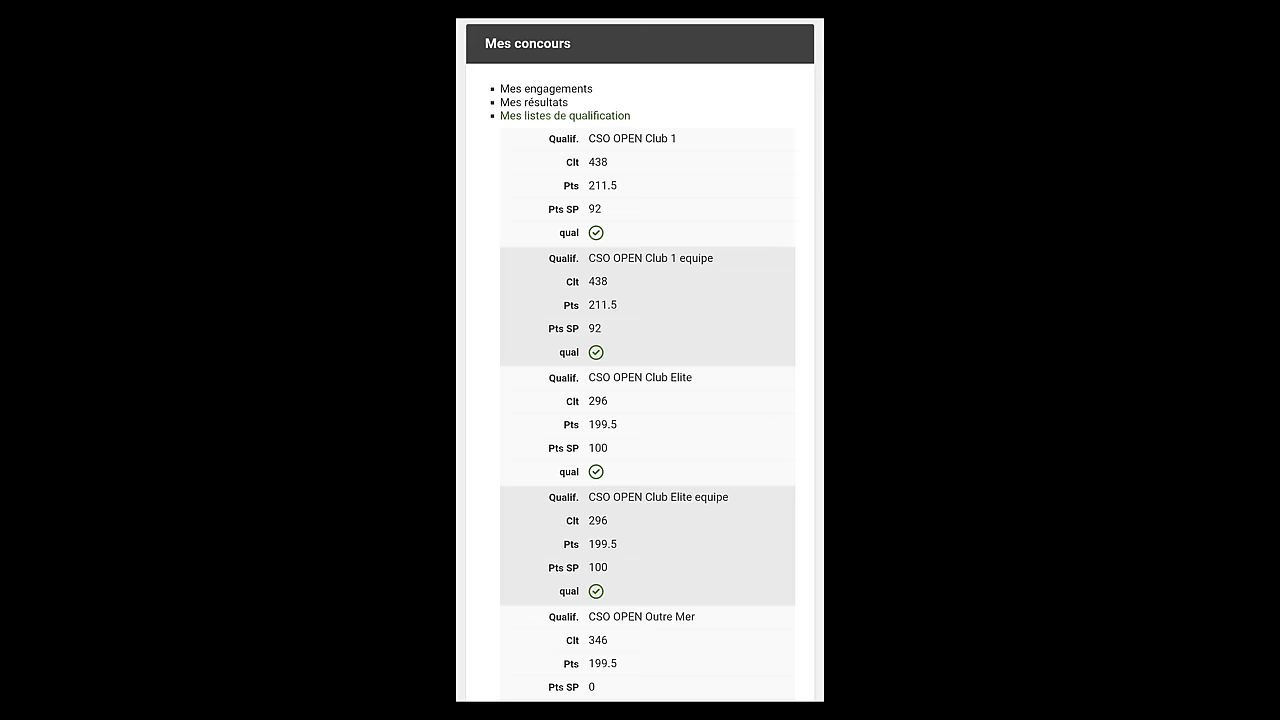 Mes concours
Mes engagements
Mes résultats
Mes listes de qualification
Qualif. CSO OPEN Club 1
Clt 438
Pts 211.5
Pts SP 92
qual
Qualif. CSO OPEN Club 1 equipe
Clt 438
Pts 211.5
Pts SP 92
qual
Qualif. CSO OPEN Club Elite
Clt 296
Pts 199.5
Pts SP 100
qual
Qualif. CSO OPEN Club Elite equipe
Clt 296
Pts 199.5
Pts SP 100
qual
Qualif. CSO OPEN Outre Mer
Clt 346
Pts 199.5
Pts SP 0